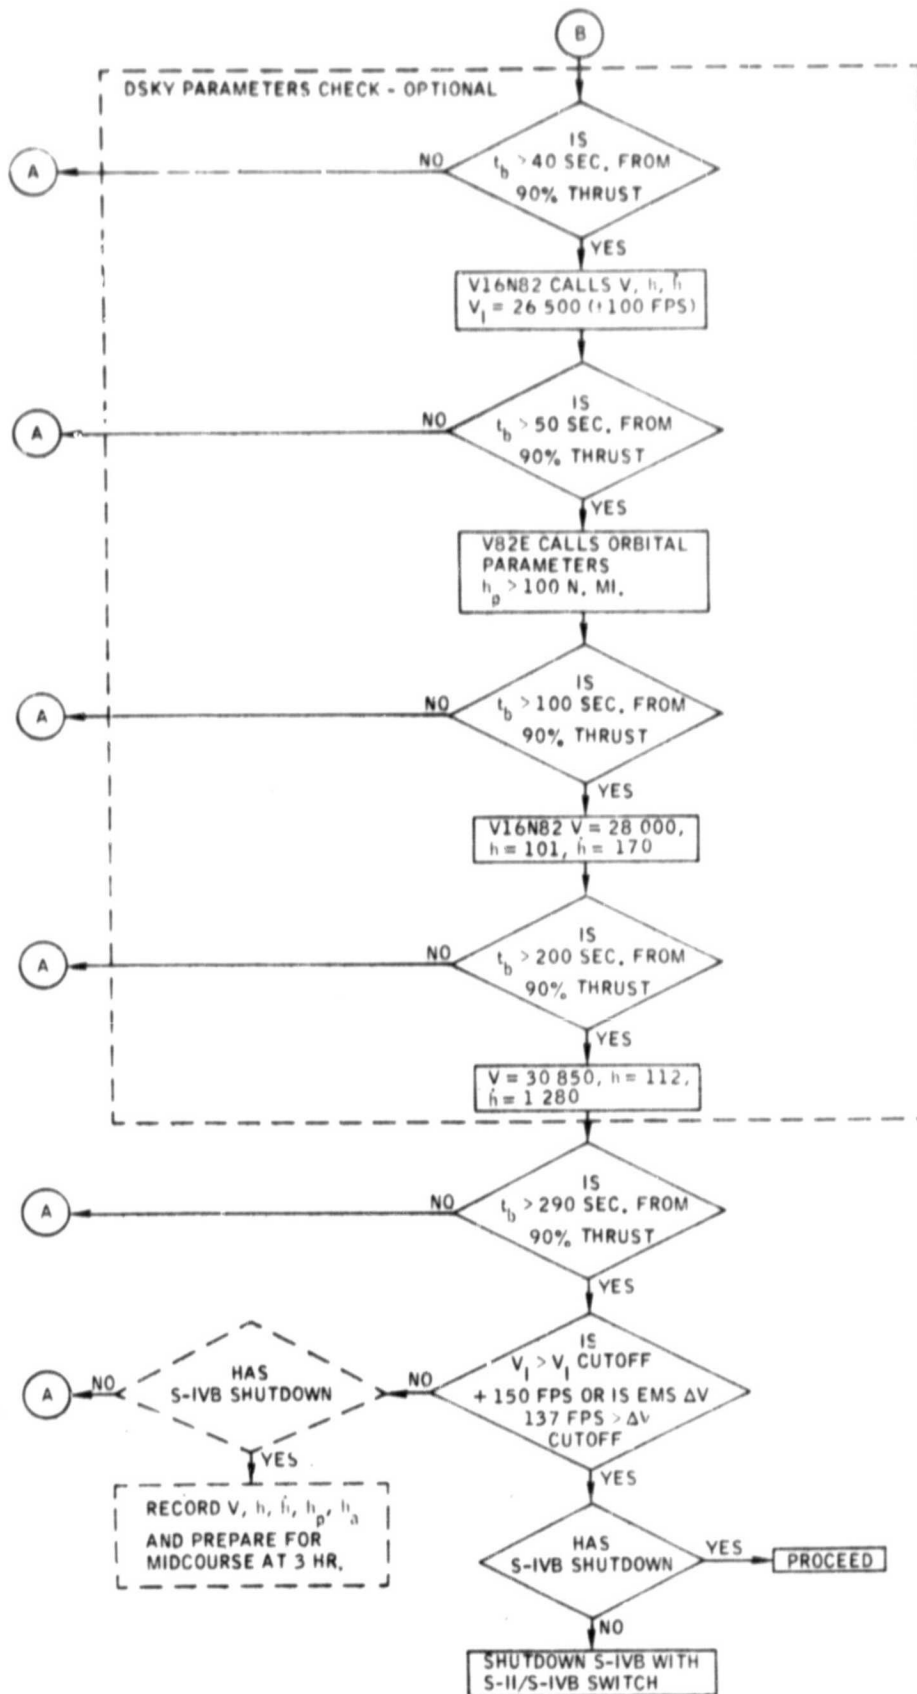 A
B
DSKY PARAMETERS CHECK - OPTIONAL
IS
t_b > 40 SEC. FROM
90% THRUST
NO
A
YES
V16N82 CALLS V, h, ḣ
V_I = 26 500 (±100 FPS)
IS
t_b > 50 SEC. FROM
90% THRUST
NO
A
YES
V82E CALLS ORBITAL
PARAMETERS
h_p > 100 N. MI.
IS
t_b > 100 SEC. FROM
90% THRUST
NO
A
YES
V16N82 V = 28 000,
h = 101, ḣ = 170
IS
t_b > 200 SEC. FROM
90% THRUST
NO
A
YES
V = 30 850, h = 112,
ḣ = 1 280
IS
t_b > 290 SEC. FROM
90% THRUST
NO
A
YES
IS
V_I > V_I CUTOFF
+ 150 FPS OR IS EMS ΔV
137 FPS > ΔV
CUTOFF
NO
HAS
S-IVB SHUTDOWN
NO
A
YES
RECORD V, h, ḣ, h_p, h_a
AND PREPARE FOR
MIDCOURSE AT 3 HR.
YES
HAS
S-IVB SHUTDOWN
YES
PROCEED
NO
SHUTDOWN S-IVB WITH
S-II/S-IVB SWITCH